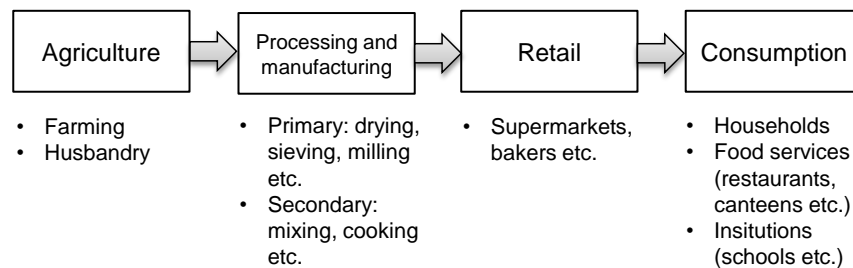 Agriculture
Processing and
manufacturing
Retail
Consumption
• Farming
• Husbandry
• Primary: drying,
sieving, milling
etc.
• Secondary:
mixing, cooking
etc.
• Supermarkets,
bakers etc.
• Households
• Food services
(restaurants,
canteens etc.)
• Insitutions
(schools etc.)